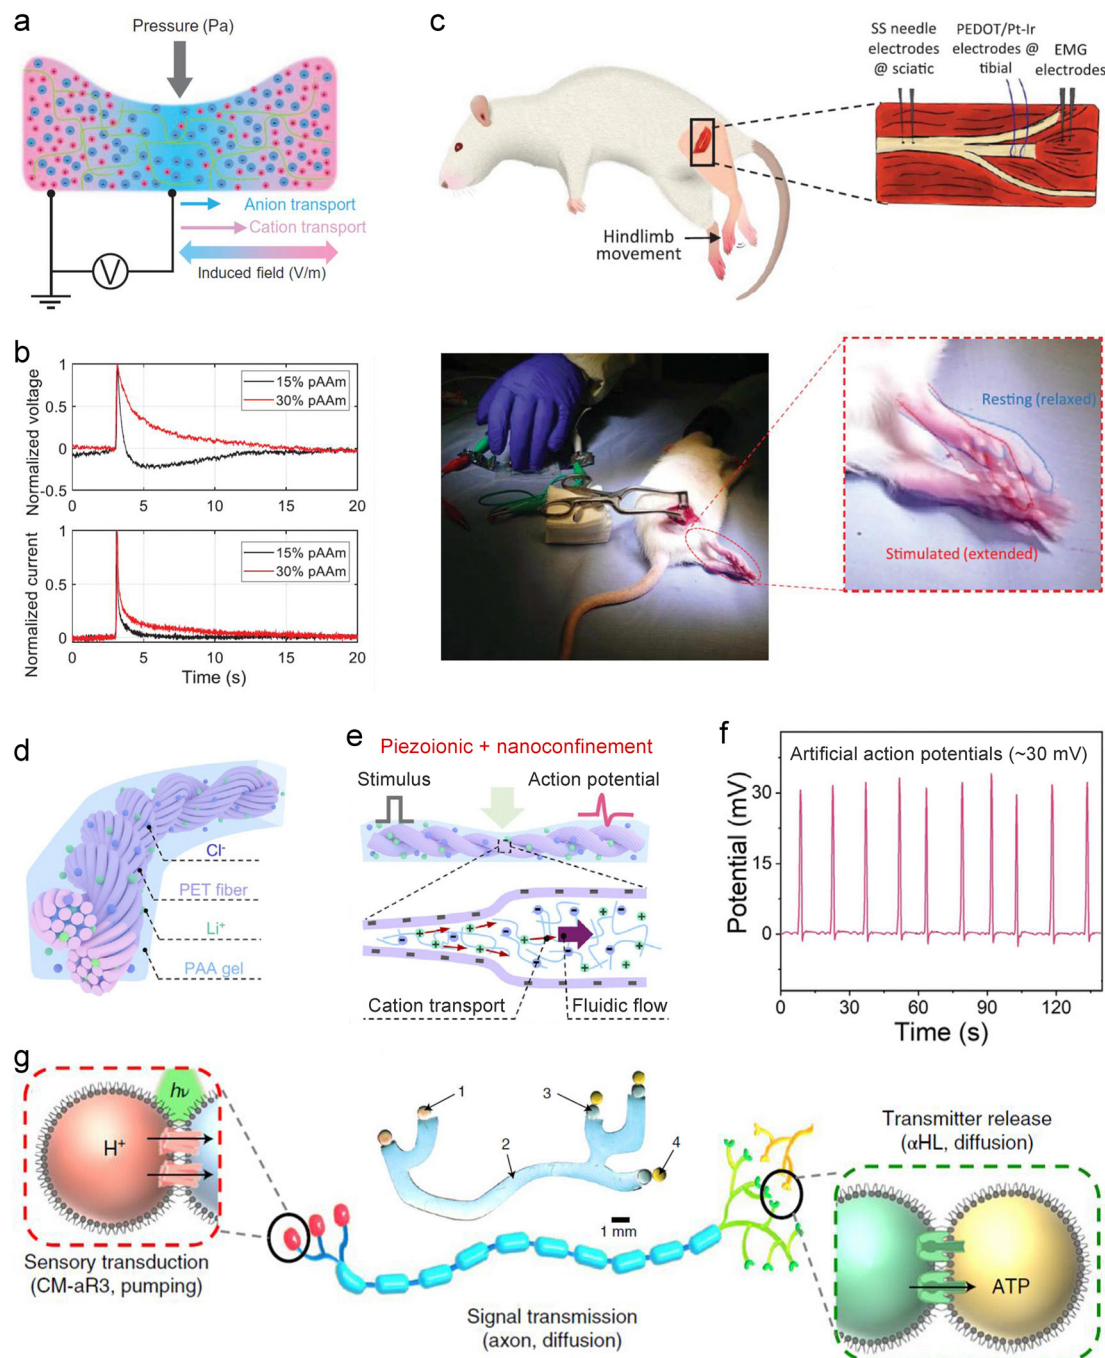 a
Pressure (Pa)
Anion transport
Cation transport
Induced field (V/m)
V
b
Normalized voltage
1
0.5
0
-0.5
0
5
10
15
20
15% pAAm
30% pAAm
Normalized current
1
0.5
0
0
5
10
15
20
15% pAAm
30% pAAm
Time (s)
c
SS needle
electrodes
@ sciatic
PEDOT/Pt-Ir
electrodes @
tibial
EMG
electrodes
Hindlimb
movement
Resting (relaxed)
Stimulated (extended)
d
Cl-
PET fiber
Li+
PAA gel
e
Piezoionic + nanoconfinement
Stimulus
Action potential
Cation transport
Fluidic flow
f
Artificial action potentials (~30 mV)
Potential (mV)
30
15
0
0
30
60
90
120
Time (s)
g
hν
H+
Sensory transduction
(CM-aR3, pumping)
1
2
3
4
1 mm
Signal transmission
(axon, diffusion)
Transmitter release
(αHL, diffusion)
ATP